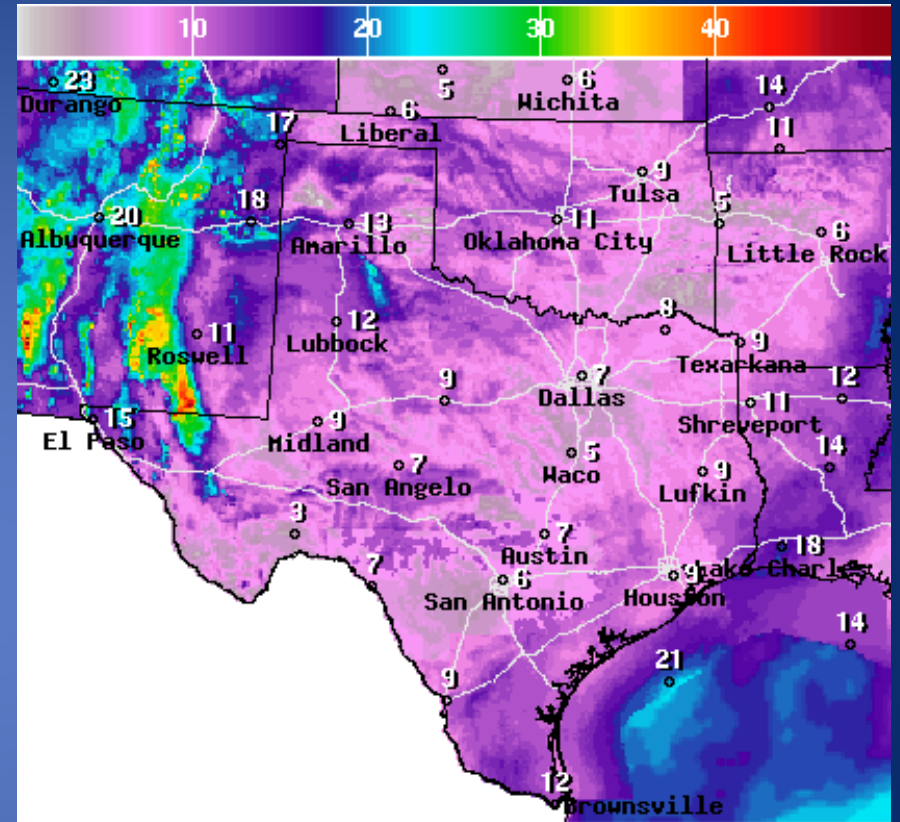 10 20 30 40
23
Durango
5
6
Wichita
14
6
Liberal
17
11
9
Tulsa
18
20
Albuquerque
13
Amarillo
11
Oklahoma City
5
6
Little Rock
11
Roswell
12
Lubbock
8
9
Texarkana
7
Dallas
9
12
15
El Paso
9
Midland
11
Shreveport
5
Waco
14
7
San Angelo
9
Lufkin
3
7
Austin
18
Lake Charles
7
6
San Antonio
9
Houston
14
21
9
12
Brownsville